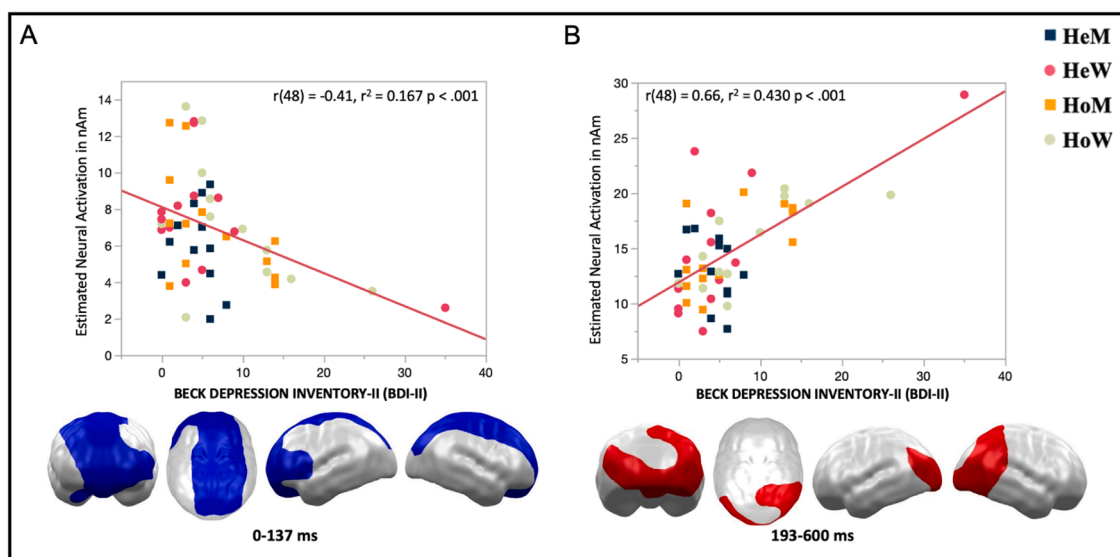 A
r(48) = -0.41, r² = 0.167 p < .001
Estimated Neural Activation in nAm
14
12
10
8
6
4
2
0
0 10 20 30 40
BECK DEPRESSION INVENTORY-II (BDI-II)
0-137 ms
B
r(48) = 0.66, r² = 0.430 p < .001
Estimated Neural Activation in nAm
30
25
20
15
10
5
0 10 20 30 40
BECK DEPRESSION INVENTORY-II (BDI-II)
193-600 ms
HeM
HeW
HoM
HoW